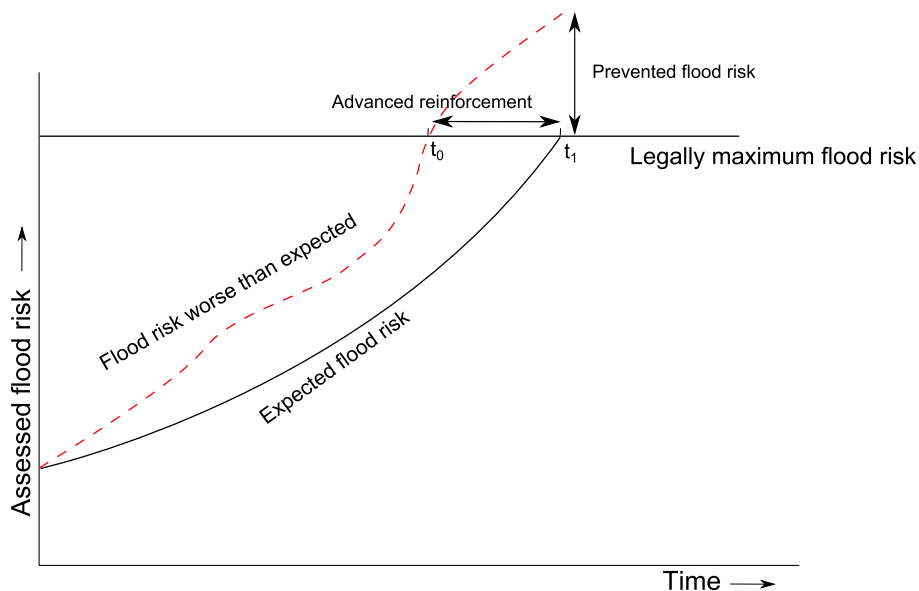 Prevented flood risk
Advanced reinforcement
t₀
t₁
Legally maximum flood risk
Flood risk worse than expected
Expected flood risk
Assessed flood risk
Time